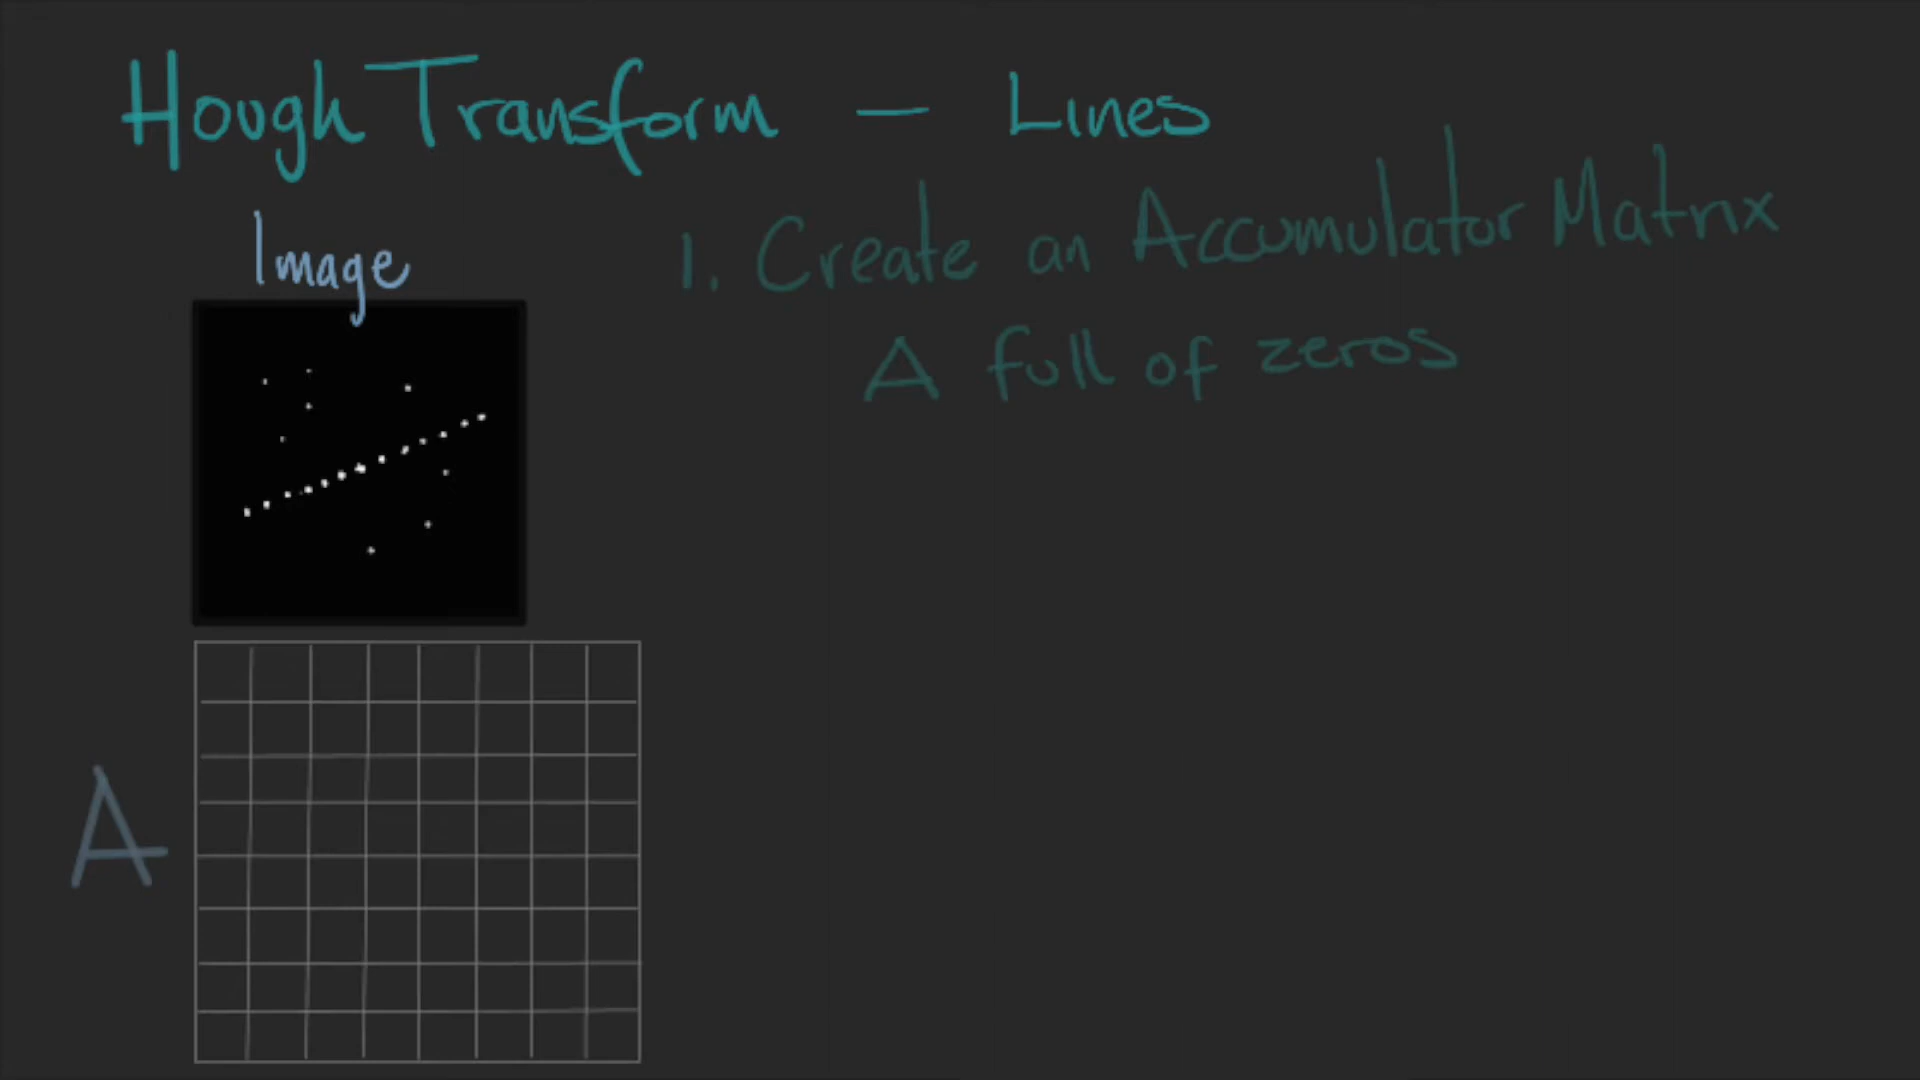 Hough Transform — Lines
Image
1. Create an Accumulator Matrix
A full of zeros
A